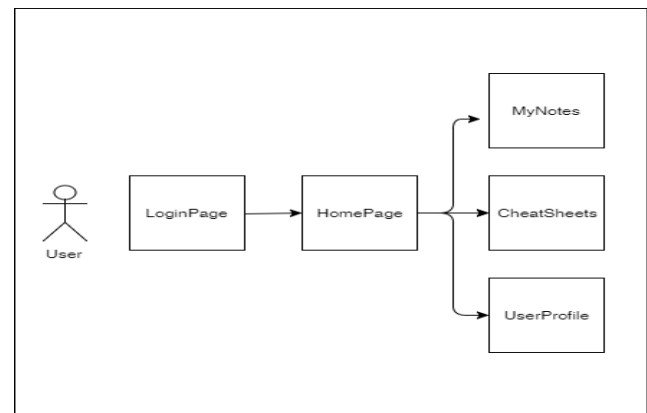 MyNotes
LoginPage
HomePage
CheatSheets
User
UserProfile